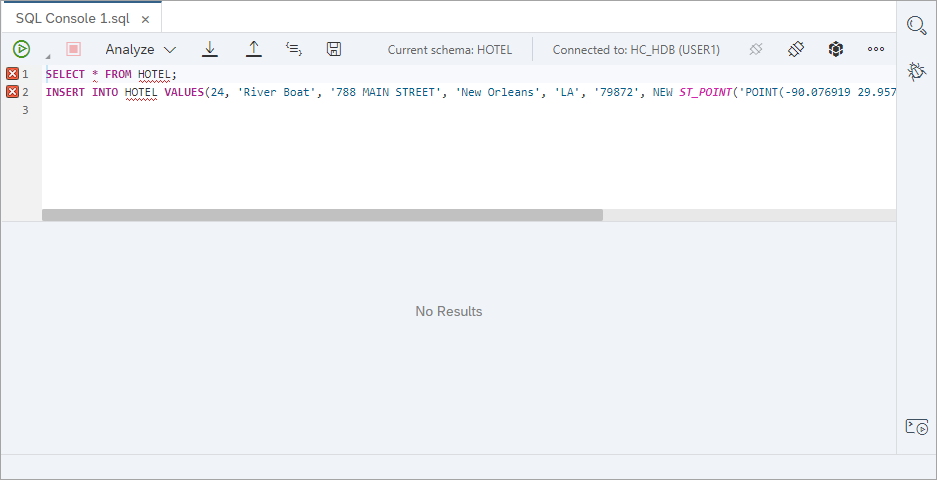 SQL Console 1.sql ×
Analyze Current schema: HOTEL Connected to: HC_HDB (USER1)
1 SELECT * FROM HOTEL;
2 INSERT INTO HOTEL VALUES(24, 'River Boat', '788 MAIN STREET', 'New Orleans', 'LA', '79872', NEW ST_POINT('POINT(-90.076919 29.957
3
No Results